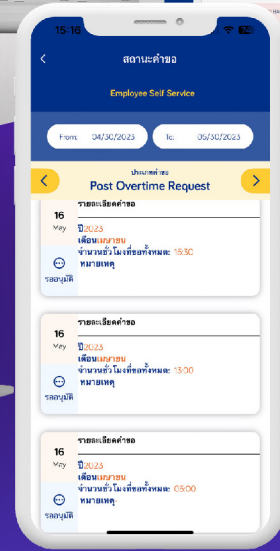 15:16
สถานะคำขอ
Employee Self Service
From: 04/30/2023 To: 05/30/2023
ประเภทคำขอ
Post Overtime Request
รายละเอียดคำขอ
16
May
ปี2023
เดือนเมษายน
จำนวนชั่วโมงที่ขอทั้งหมด: 15:30
หมายเหตุ
รออนุมัติ
รายละเอียดคำขอ
16
May
ปี2023
เดือนเมษายน
จำนวนชั่วโมงที่ขอทั้งหมด: 13:00
หมายเหตุ
รออนุมัติ
รายละเอียดคำขอ
16
May
ปี2023
เดือนเมษายน
จำนวนชั่วโมงที่ขอทั้งหมด: 06:00
หมายเหตุ
รออนุมัติ